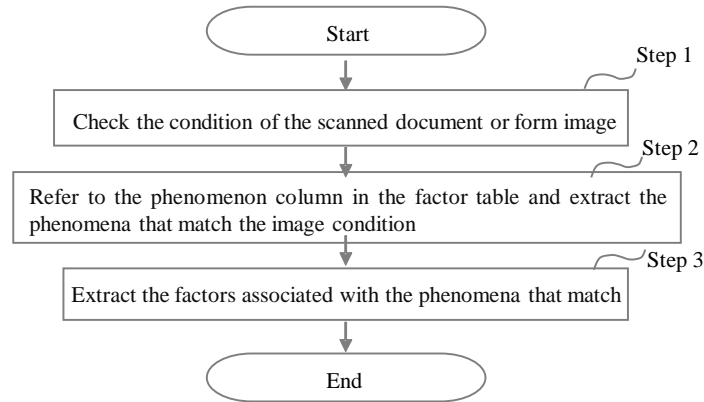 Start
Step 1
Check the condition of the scanned document or form image
Step 2
Refer to the phenomenon column in the factor table and extract the
phenomena that match the image condition
Step 3
Extract the factors associated with the phenomena that match
End